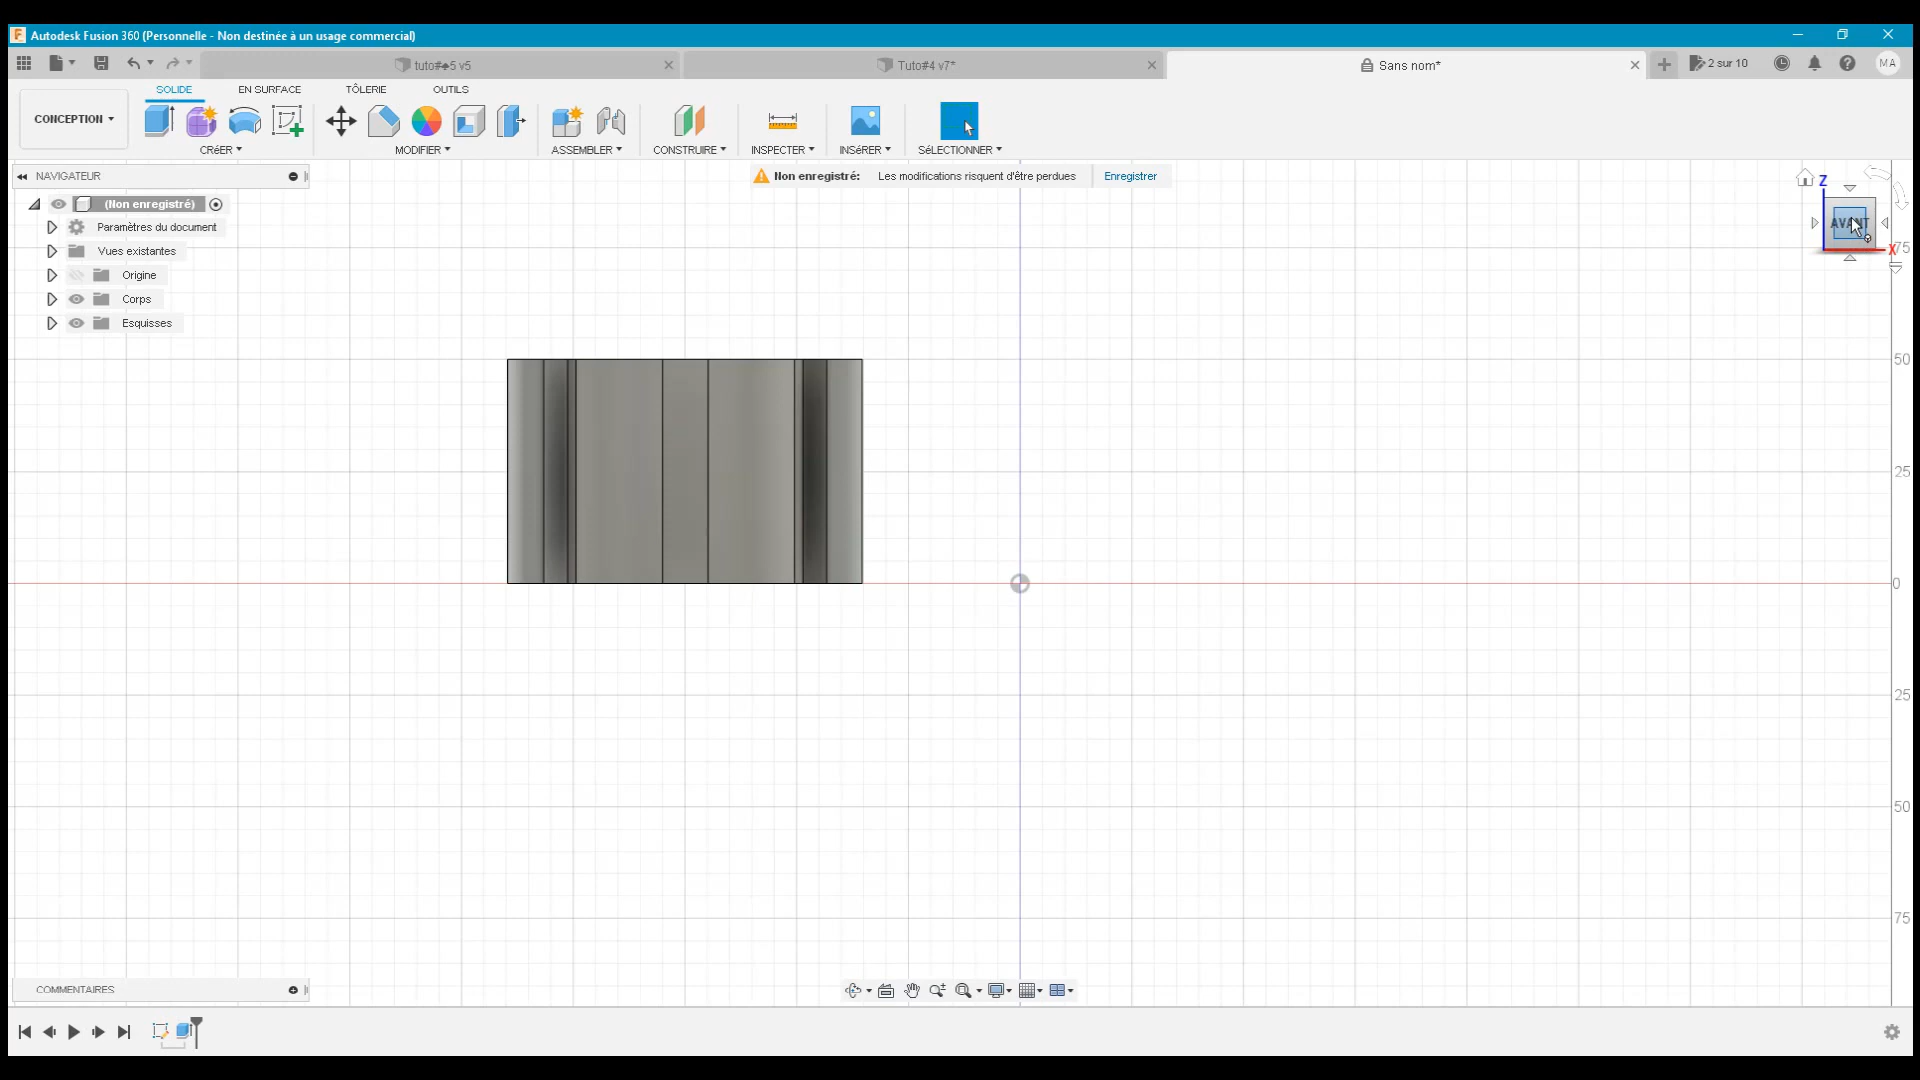 Autodesk Fusion 360 (Personnelle - Non destinée à un usage commercial)
tuto#♠5 v5
Tuto#4 v7*
Sans nom*
2 sur 10
MA
CONCEPTION
SOLIDE
EN SURFACE
TÔLERIE
OUTILS
CRéER
MODIFIER
ASSEMBLER
CONSTRUIRE
INSPECTER
INSéRER
SéLECTIONNER
NAVIGATEUR
Non enregistré: Les modifications risquent d'être perdues Enregistrer
(Non enregistré)
Paramètres du document
Vues existantes
Origine
Corps
Esquisses
Z
AVANT
X
75
50
25
0
25
50
75
COMMENTAIRES